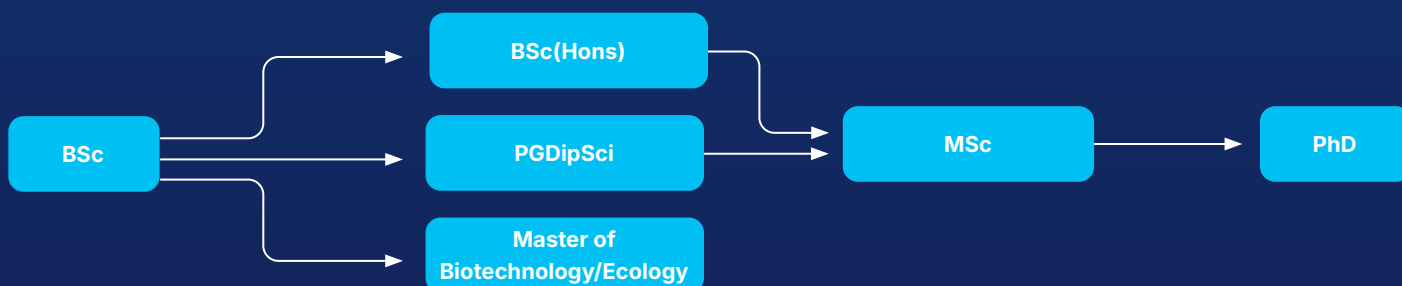 BSc
BSc(Hons)
PGDipSci
Master of
Biotechnology/Ecology
MSc
PhD